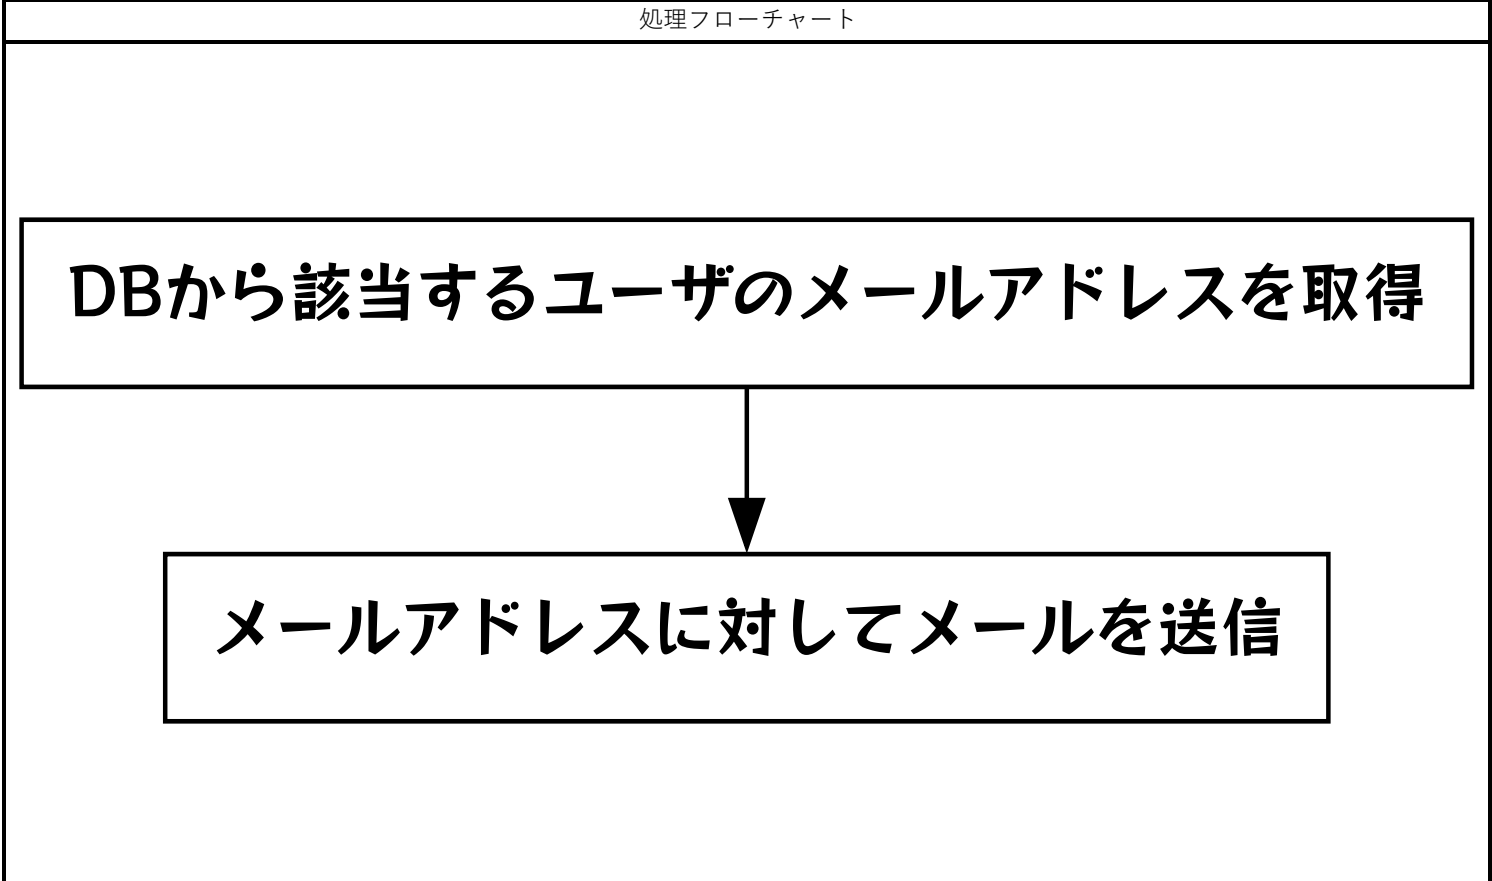 処理フローチャート
DBから該当するユーザのメールアドレスを取得
メールアドレスに対してメールを送信